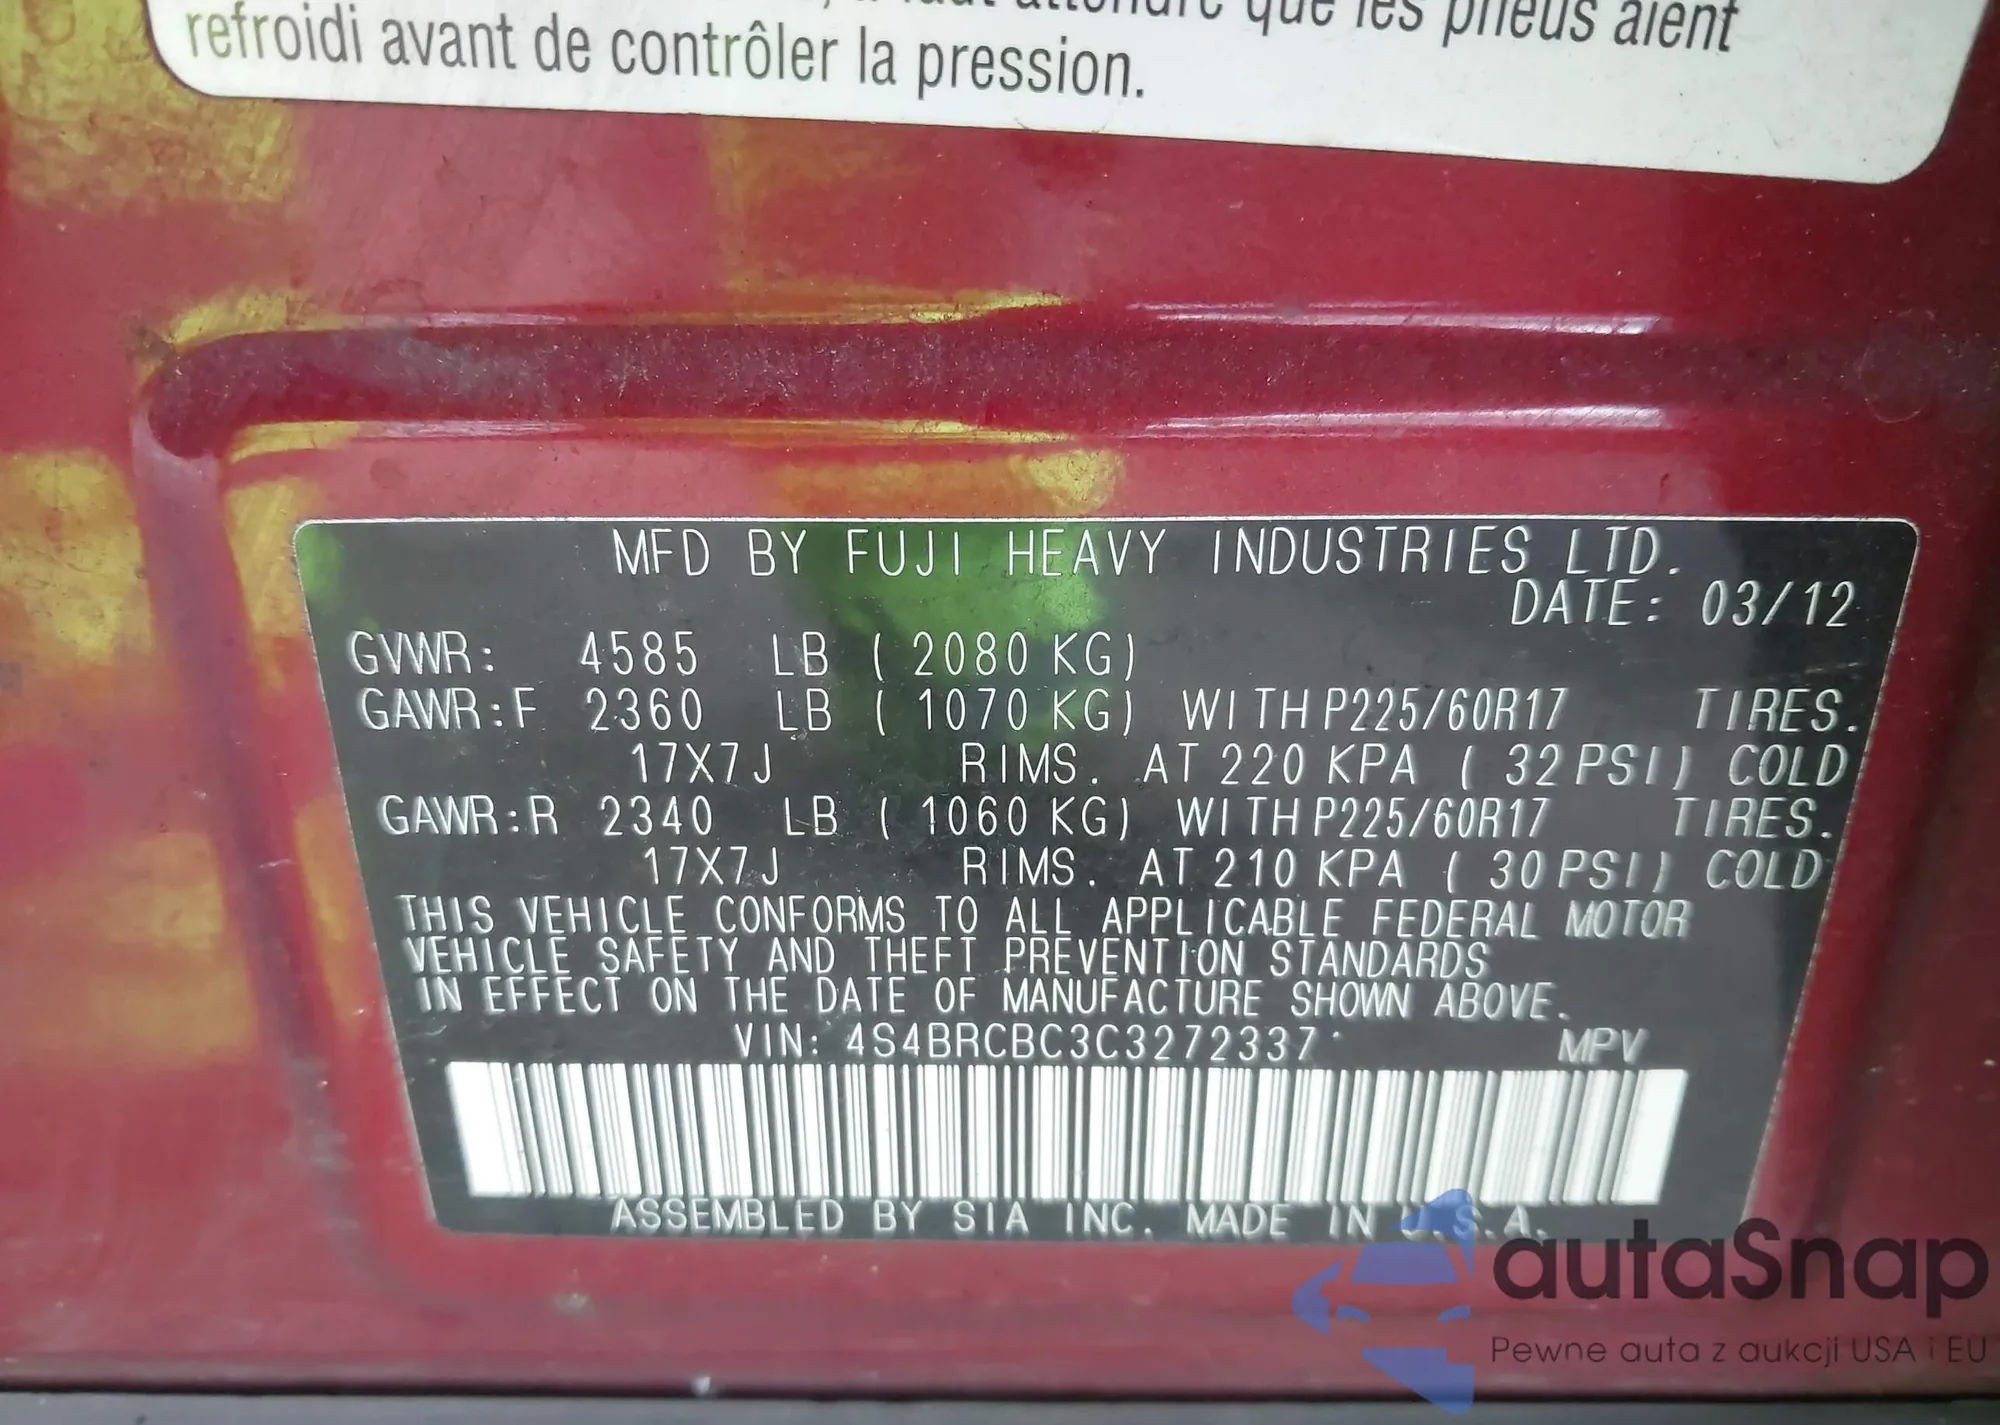 que les pneus aient
refroidi avant de contrôler la pression.
MFD BY FUJI HEAVY INDUSTRIES LTD.
DATE: 03/12
GVWR: 4585 LB ( 2080 KG)
GAWR:F 2360 LB ( 1070 KG) WITH P225/60R17 TIRES.
17X7J RIMS. AT 220 KPA ( 32 PSI) COLD
GAWR:R 2340 LB ( 1060 KG) WITH P225/60R17 TIRES.
17X7J RIMS. AT 210 KPA ( 30 PSI) COLD
THIS VEHICLE CONFORMS TO ALL APPLICABLE FEDERAL MOTOR
VEHICLE SAFETY AND THEFT PREVENTION STANDARDS
IN EFFECT ON THE DATE OF MANUFACTURE SHOWN ABOVE.
VIN: 4S4BRCBC3C3272337 MPV
ASSEMBLED BY SIA INC. MADE IN U.S.A.
autaSnap
Pewne auta z aukcji USA i EU